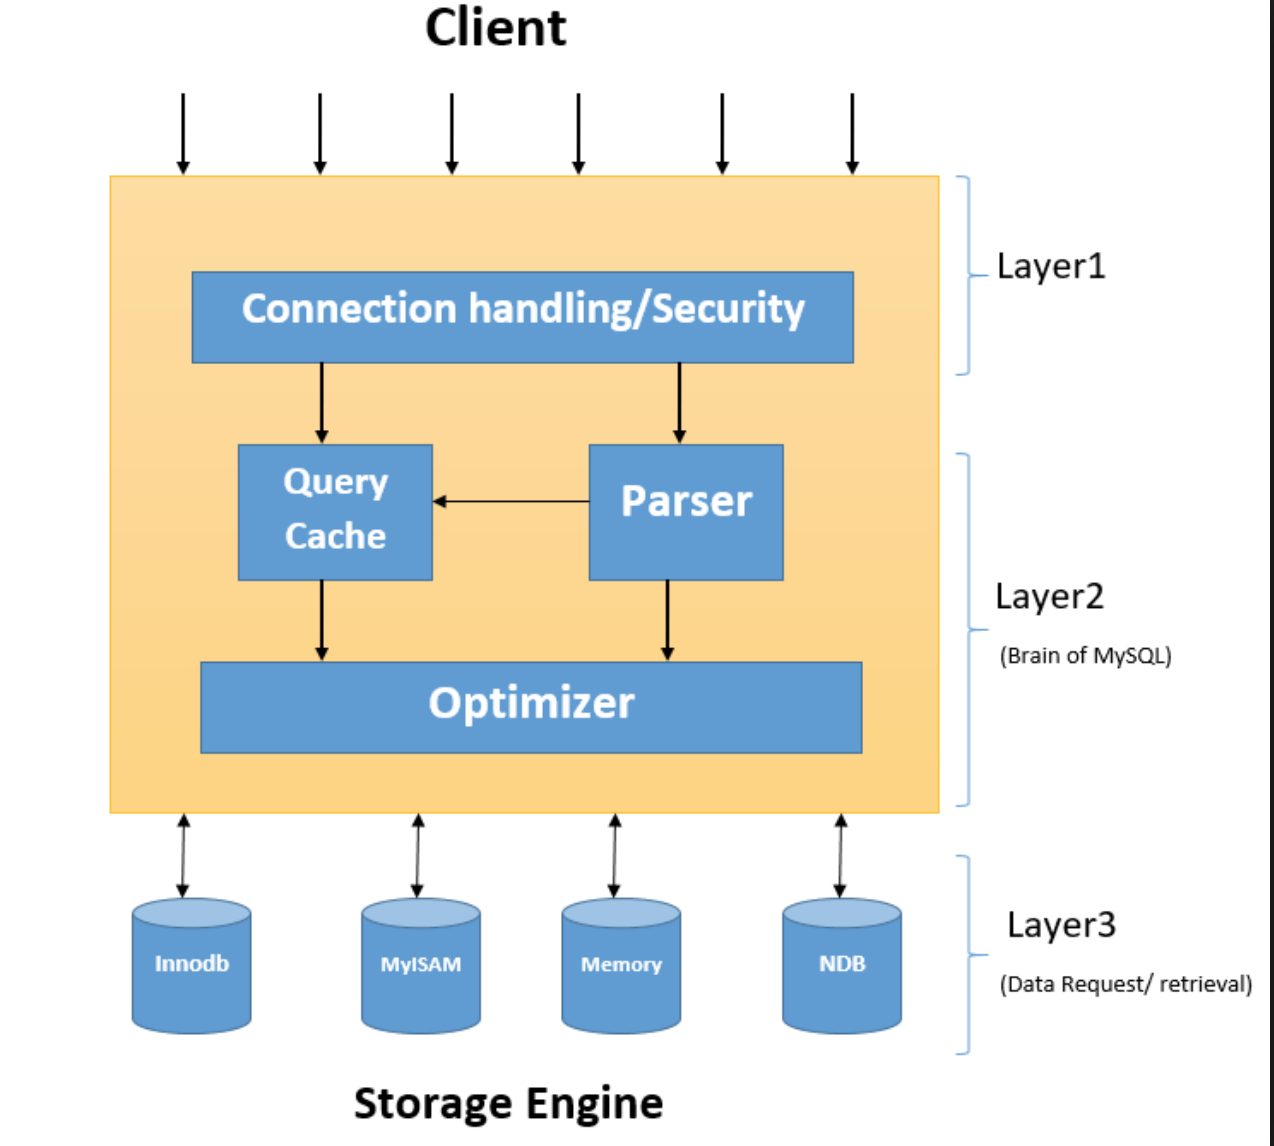 Client
Layer1
Connection handling/Security
Query
Cache
Parser
Layer2
(Brain of MySQL)
Optimizer
Layer3
Innodb
MyISAM
Memory
NDB
(Data Request/ retrieval)
Storage Engine